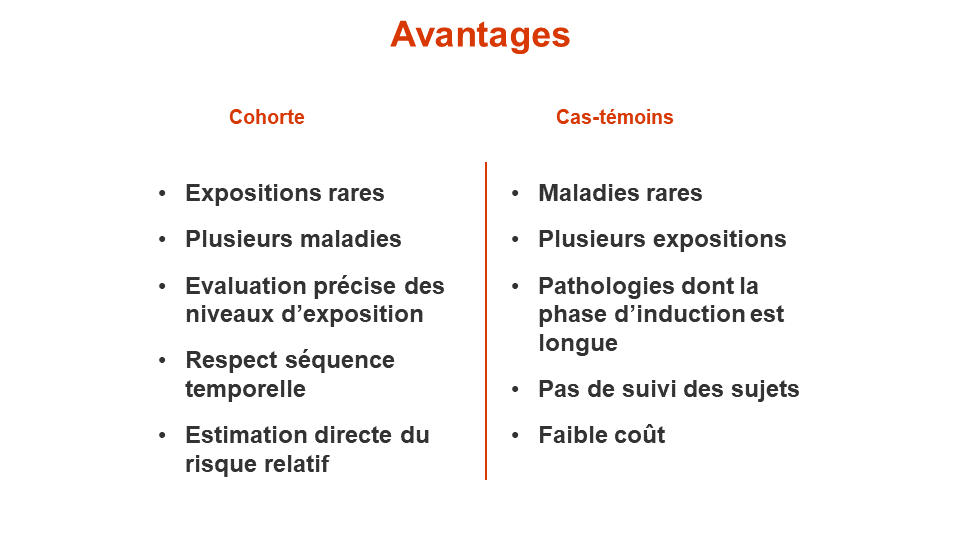 Avantages
Cohorte
• Expositions rares
• Plusieurs maladies
• Evaluation précise des
niveaux d’exposition
• Respect séquence
temporelle
• Estimation directe du
risque relatif
Cas-témoins
• Maladies rares
• Plusieurs expositions
• Pathologies dont la
phase d’induction est
longue
• Pas de suivi des sujets
• Faible coût